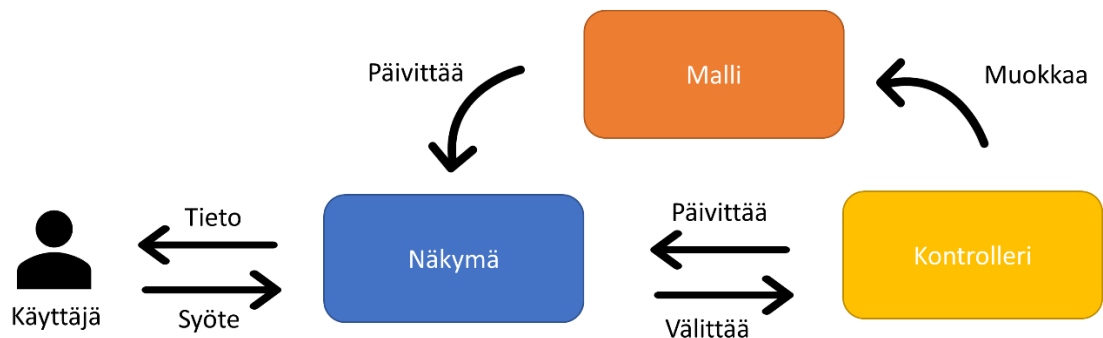 Malli
Päivittää
Muokkaa
Tieto
Näkymä
Päivittää
Kontrolleri
Käyttäjä
Syöte
Välittää